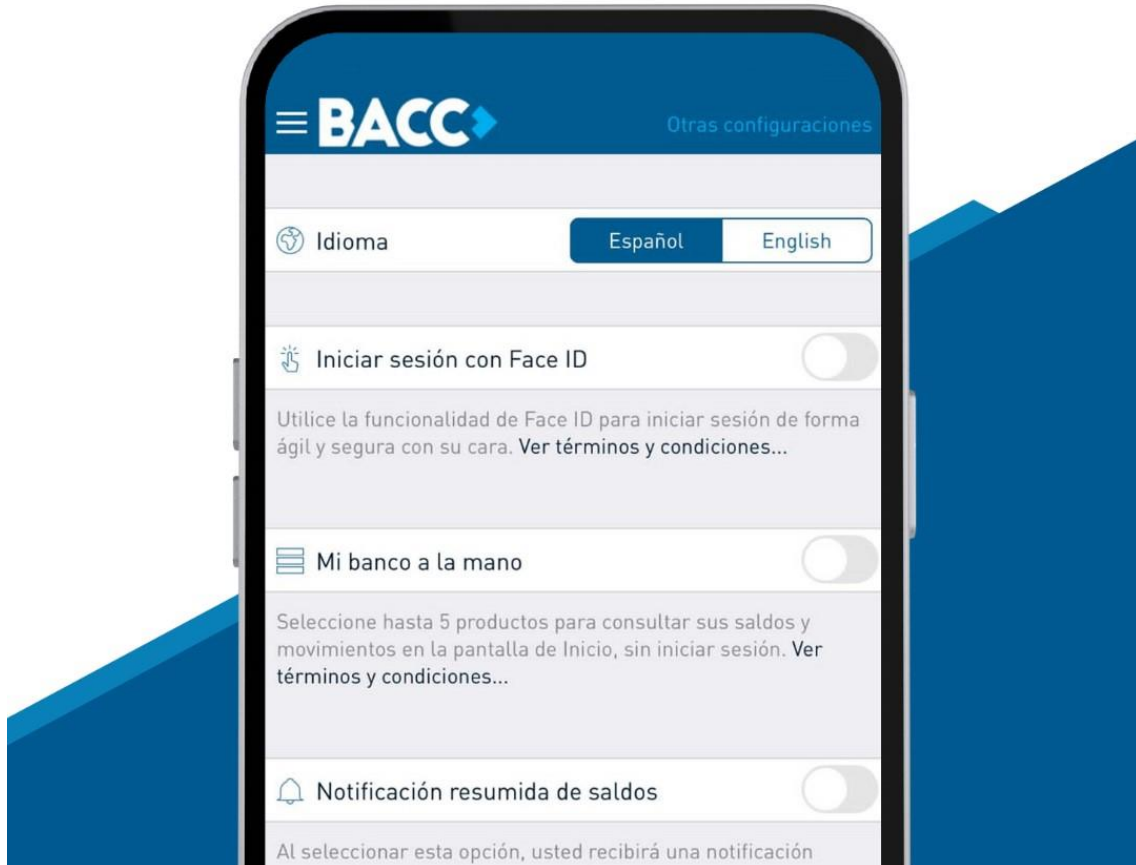 BACC
Otras configuraciones
Idioma
Español
English
Iniciar sesión con Face ID
Utilice la funcionalidad de Face ID para iniciar sesión de forma
ágil y segura con su cara. Ver términos y condiciones...
Mi banco a la mano
Seleccione hasta 5 productos para consultar sus saldos y
movimientos en la pantalla de Inicio, sin iniciar sesión. Ver
términos y condiciones...
Notificación resumida de saldos
Al seleccionar esta opción, usted recibirá una notificación